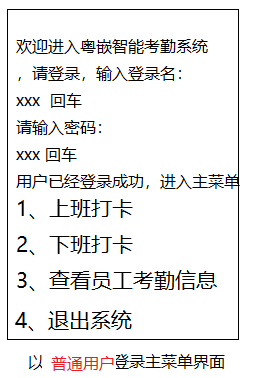 欢迎进入粤嵌智能考勤系统
，请登录，输入登录名：
xxx 回车
请输入密码：
xxx 回车
用户已经登录成功，进入主菜单
1、上班打卡
2、下班打卡
3、查看员工考勤信息
4、退出系统
以 普通用户登录主菜单界面